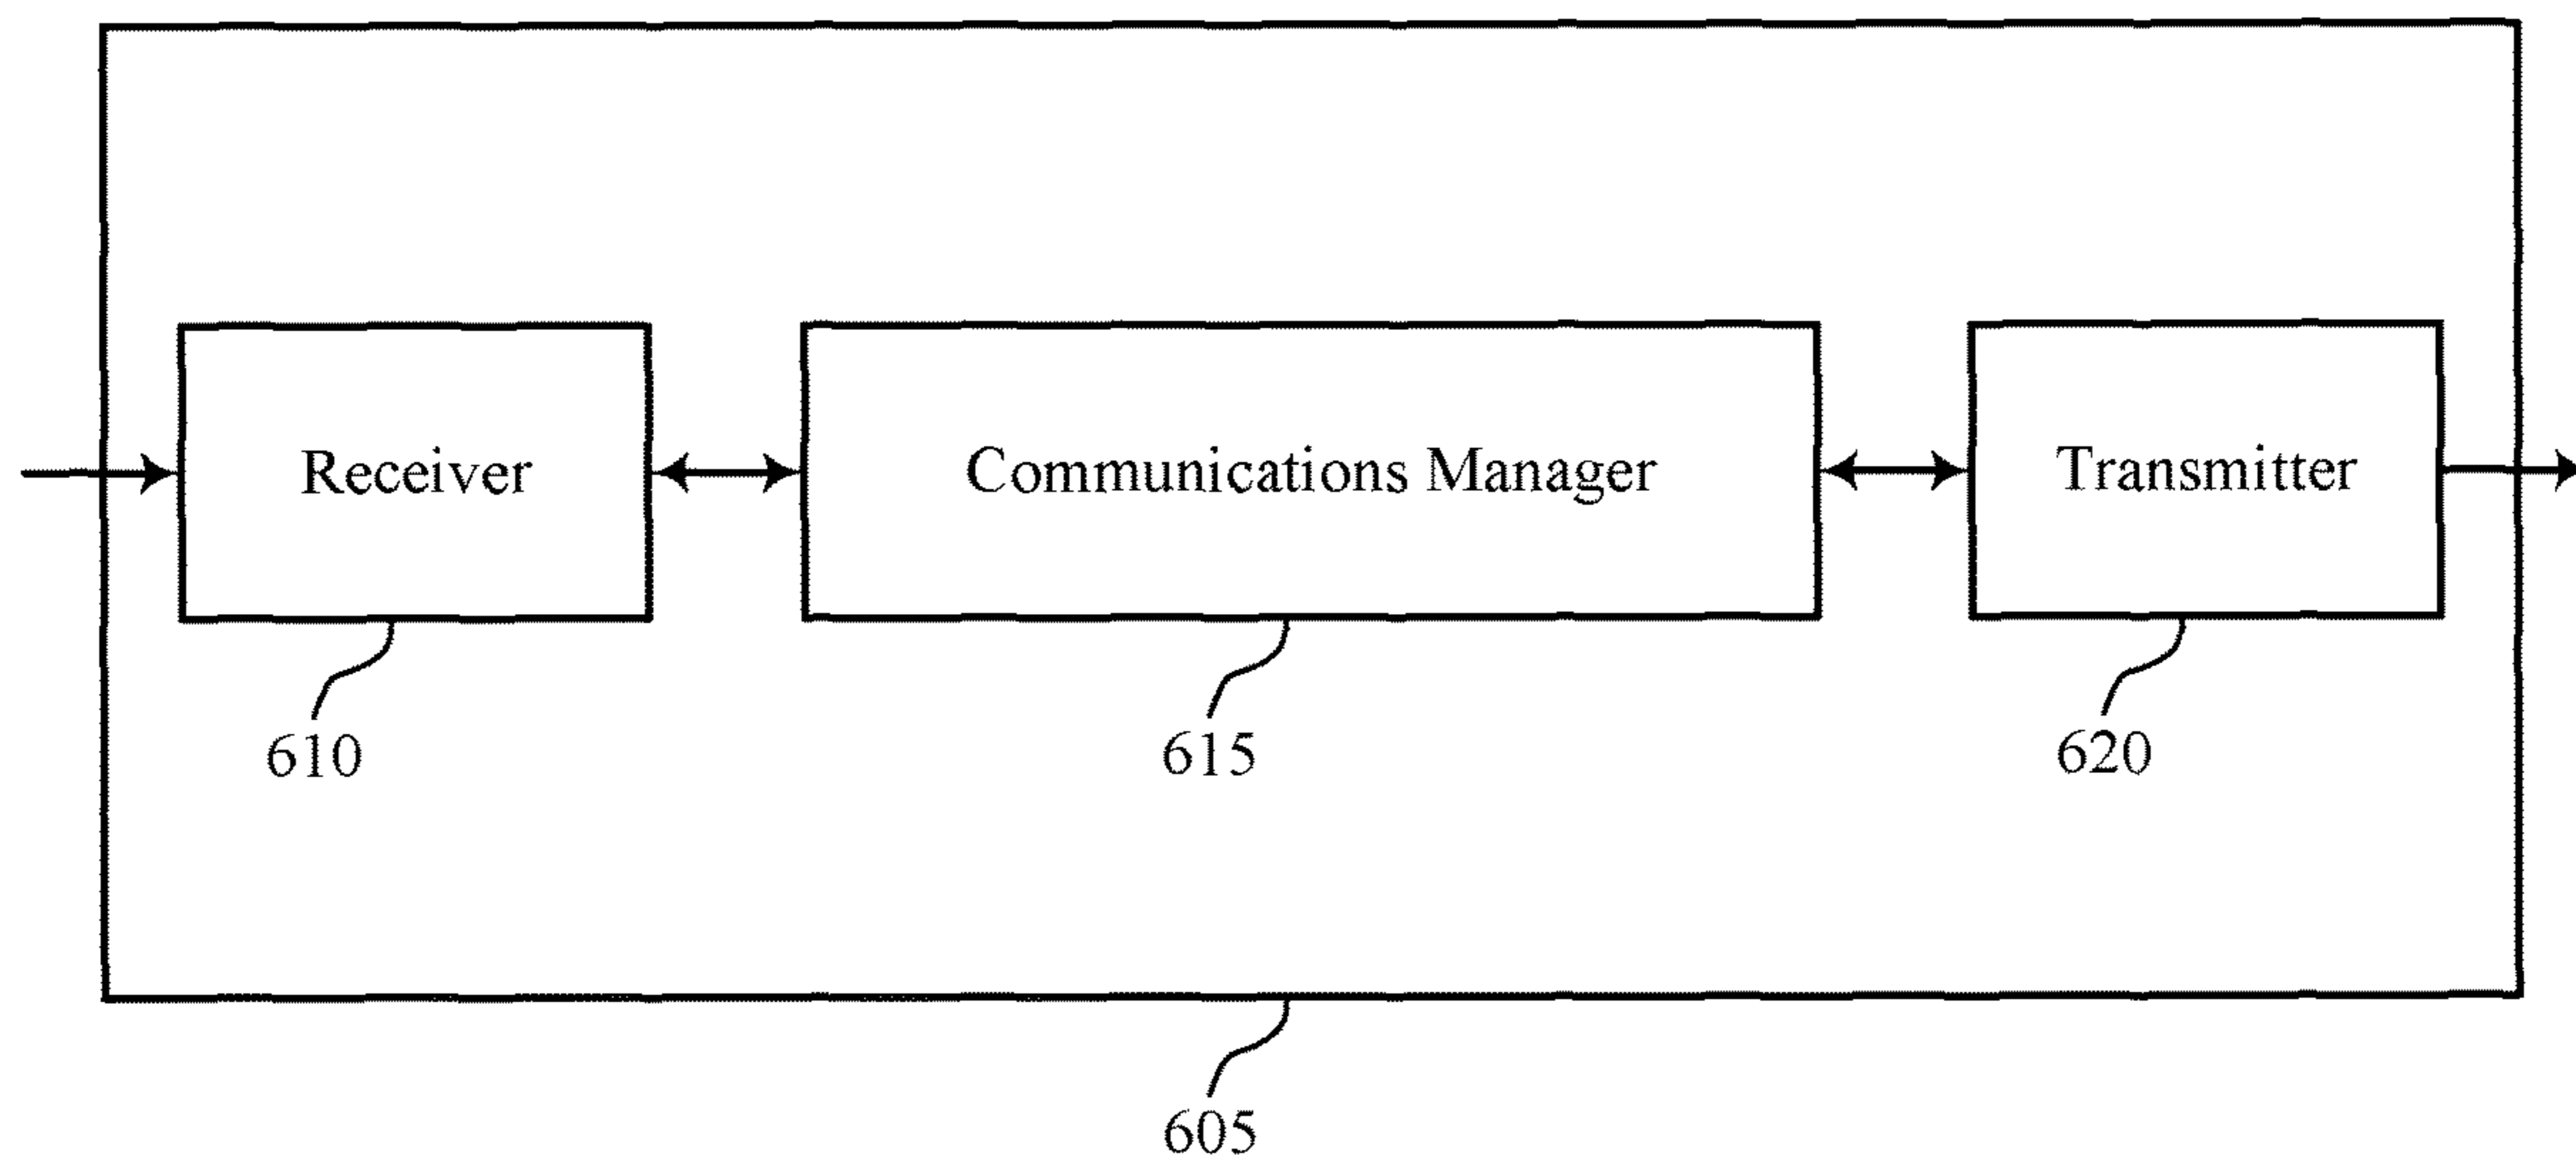 Receiver
Communications Manager
Transmitter
610
615
620
605